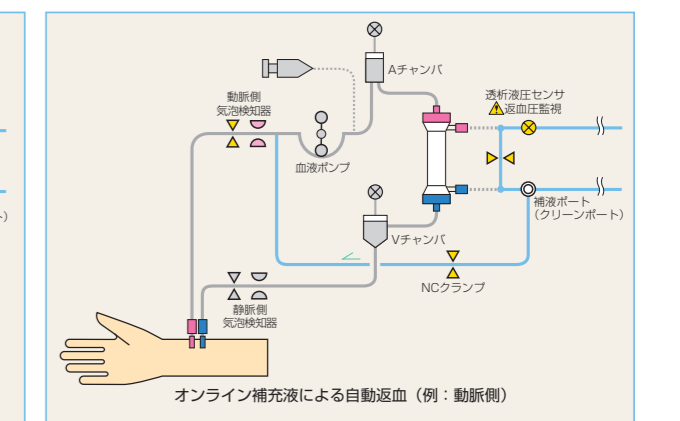 Aチャンバ
動脈側
気泡検知器
透析液圧センサ
返血圧監視
血液ポンプ
補液ポート
（クリーンポート）
ト）
Vチャンバ
NCクランプ
静脈側
気泡検知器
オンライン補充液による自動返血（例：動脈側）